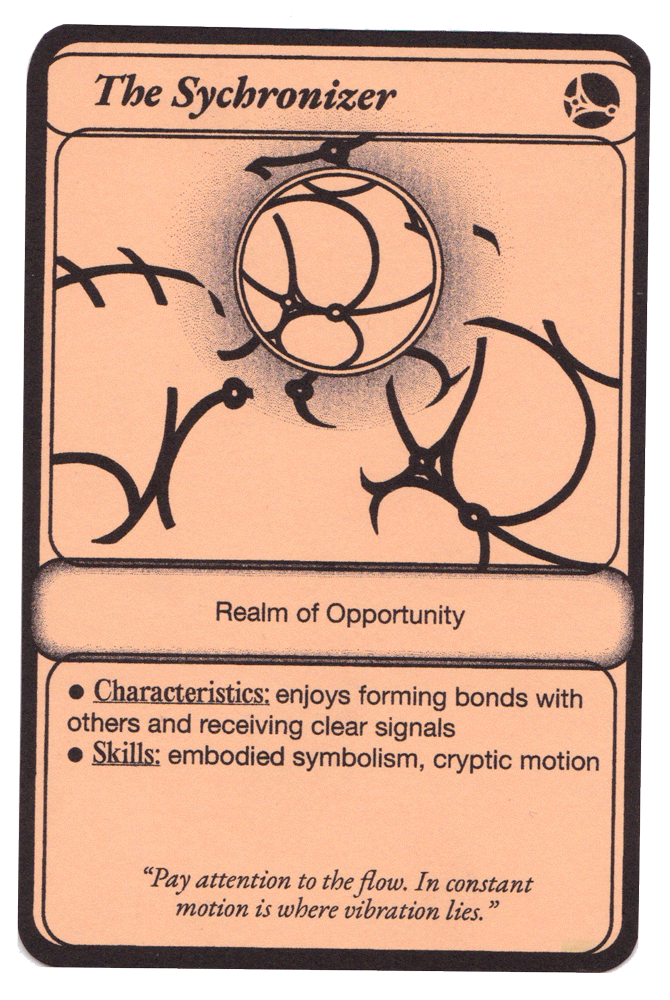 The Sychronizer
Realm of Opportunity
● Characteristics: enjoys forming bonds with
others and receiving clear signals
● Skills: embodied symbolism, cryptic motion
“Pay attention to the flow. In constant
motion is where vibration lies.”